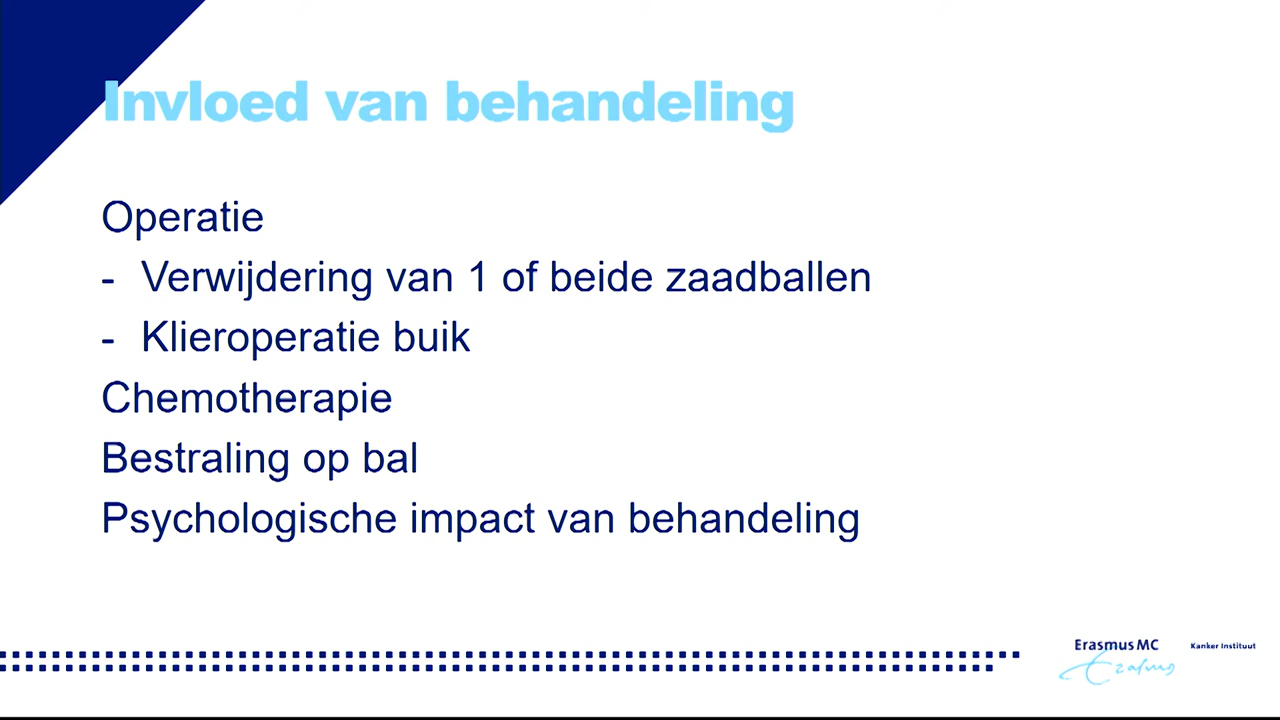 Invloed van behandeling
Operatie
- Verwijdering van 1 of beide zaadballen
- Klieroperatie buik
Chemotherapie
Bestraling op bal
Psychologische impact van behandeling
Erasmus MC Kanker Instituut
Erasmus